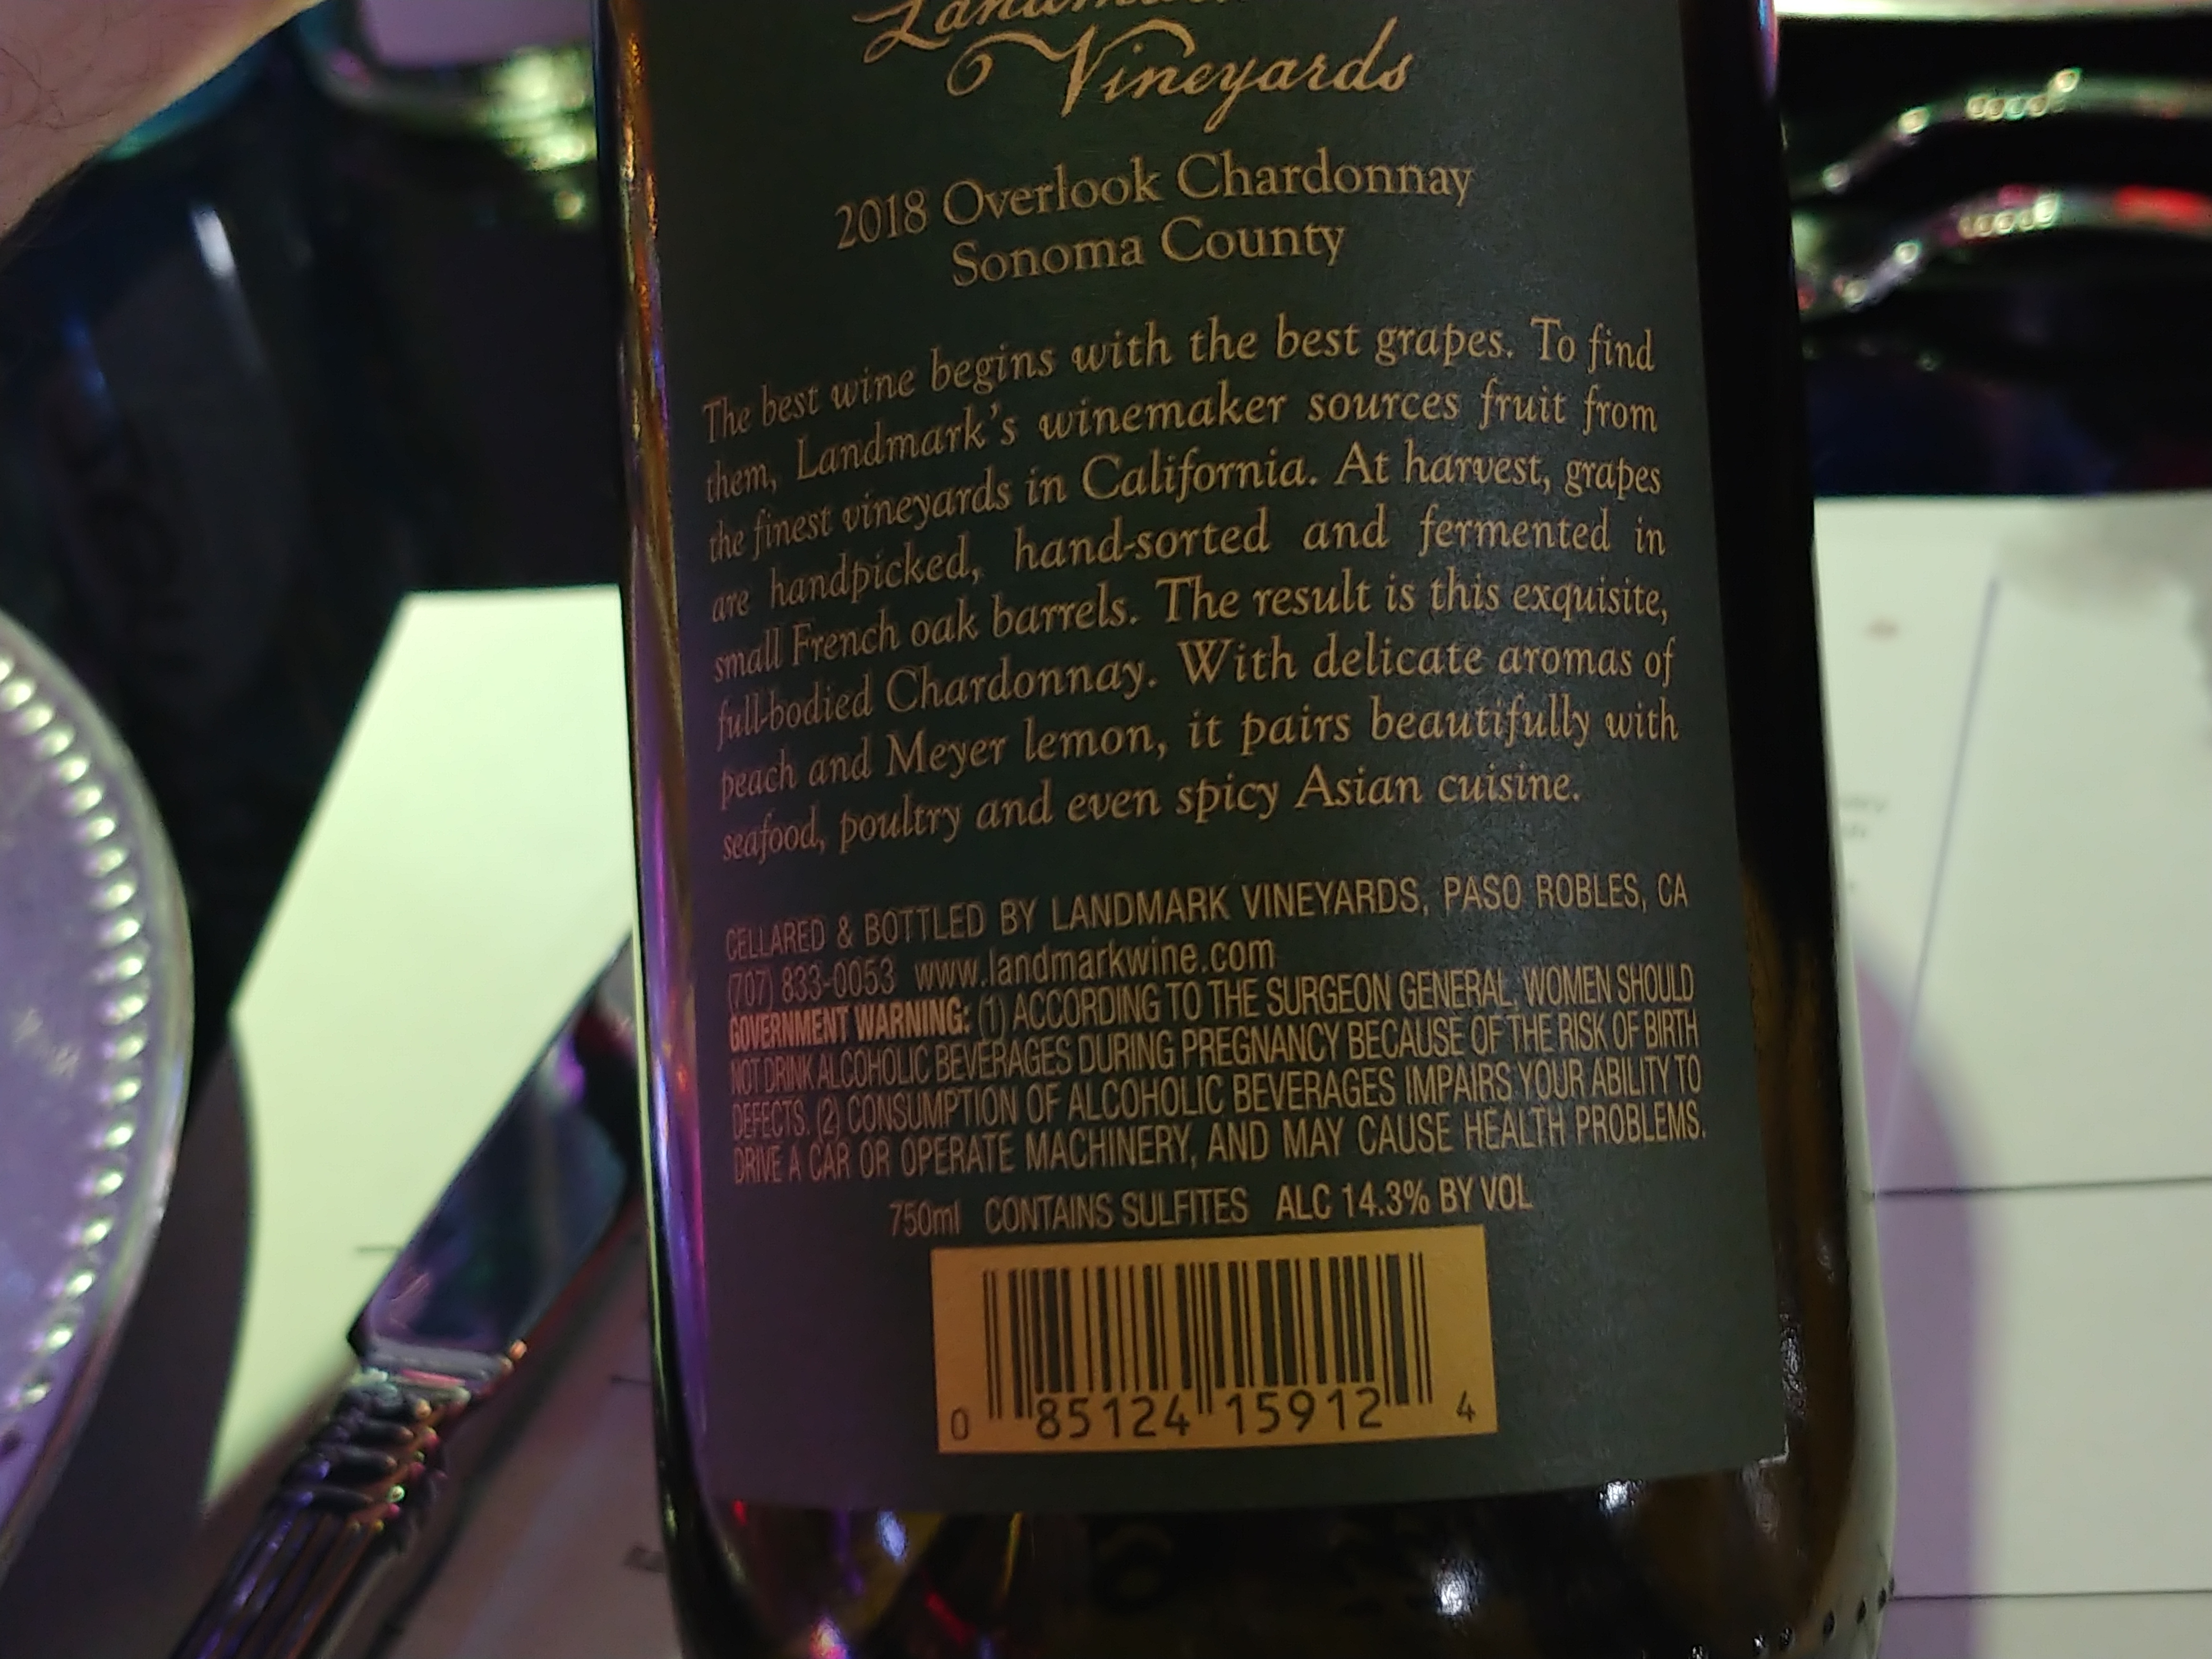 Landmark
Vineyards
2018 Overlook Chardonnay
Sonoma County
The best wine begins with the best grapes. To find
them, Landmark's winemaker sources fruit from
the finest vineyards in California. At harvest, grapes
are handpicked, hand-sorted and fermented in
small French oak barrels. The result is this exquisite,
full-bodied Chardonnay. With delicate aromas of
peach and Meyer lemon, it pairs beautifully with
seafood, poultry and even spicy Asian cuisine.
CELLARED & BOTTLED BY LANDMARK VINEYARDS, PASO ROBLES, CA
(707) 833-0053 www.landmarkwine.com
GOVERNMENT WARNING: (1) ACCORDING TO THE SURGEON GENERAL, WOMEN SHOULD
NOT DRINK ALCOHOLIC BEVERAGES DURING PREGNANCY BECAUSE OF THE RISK OF BIRTH
DEFECTS. (2) CONSUMPTION OF ALCOHOLIC BEVERAGES IMPAIRS YOUR ABILITY TO
DRIVE A CAR OR OPERATE MACHINERY, AND MAY CAUSE HEALTH PROBLEMS.
750ml CONTAINS SULFITES ALC 14.3% BY VOL
0 85124 15912 4